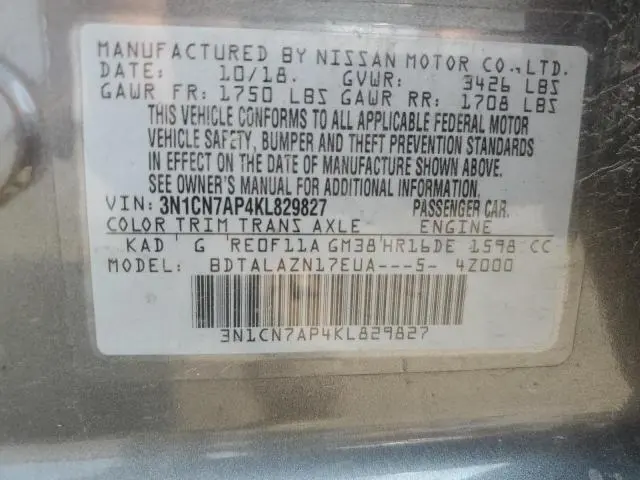 MANUFACTURED BY NISSAN MOTOR CO.,LTD.
DATE: 10/18. GVWR: 3426 LBS
GAWR FR: 1750 LBS GAWR RR: 1708 LBS
THIS VEHICLE CONFORMS TO ALL APPLICABLE FEDERAL MOTOR
VEHICLE SAFETY, BUMPER AND THEFT PREVENTION STANDARDS
IN EFFECT ON THE DATE OF MANUFACTURE SHOWN ABOVE.
SEE OWNER'S MANUAL FOR ADDITIONAL INFORMATION.
VIN: 3N1CN7AP4KL829827 PASSENGER CAR.
COLOR TRIM TRANS AXLE ENGINE
KAD G RE0F11A GM38 HR16DE 1598 CC
MODEL: BDTALAZN17EUA---5- 4Z000
3N1CN7AP4KL829827